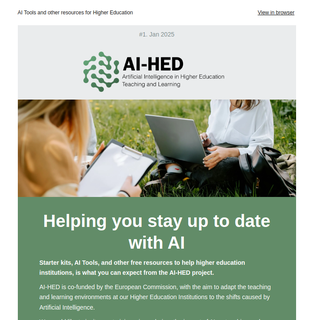 AI Tools and other resources for Higher Education
View in browser
#1. Jan 2025
AI-HED
Artificial Intelligence in Higher Education
Teaching and Learning
Helping you stay up to date
with AI
Starter kits, AI Tools, and other free resources to help higher education
institutions, is what you can expect from the AI-HED project.
AI-HED is co-funded by the European Commission, with the aim to adapt the teaching
and learning environments at our Higher Education Institutions to the shifts caused by
Artificial Intelligence.